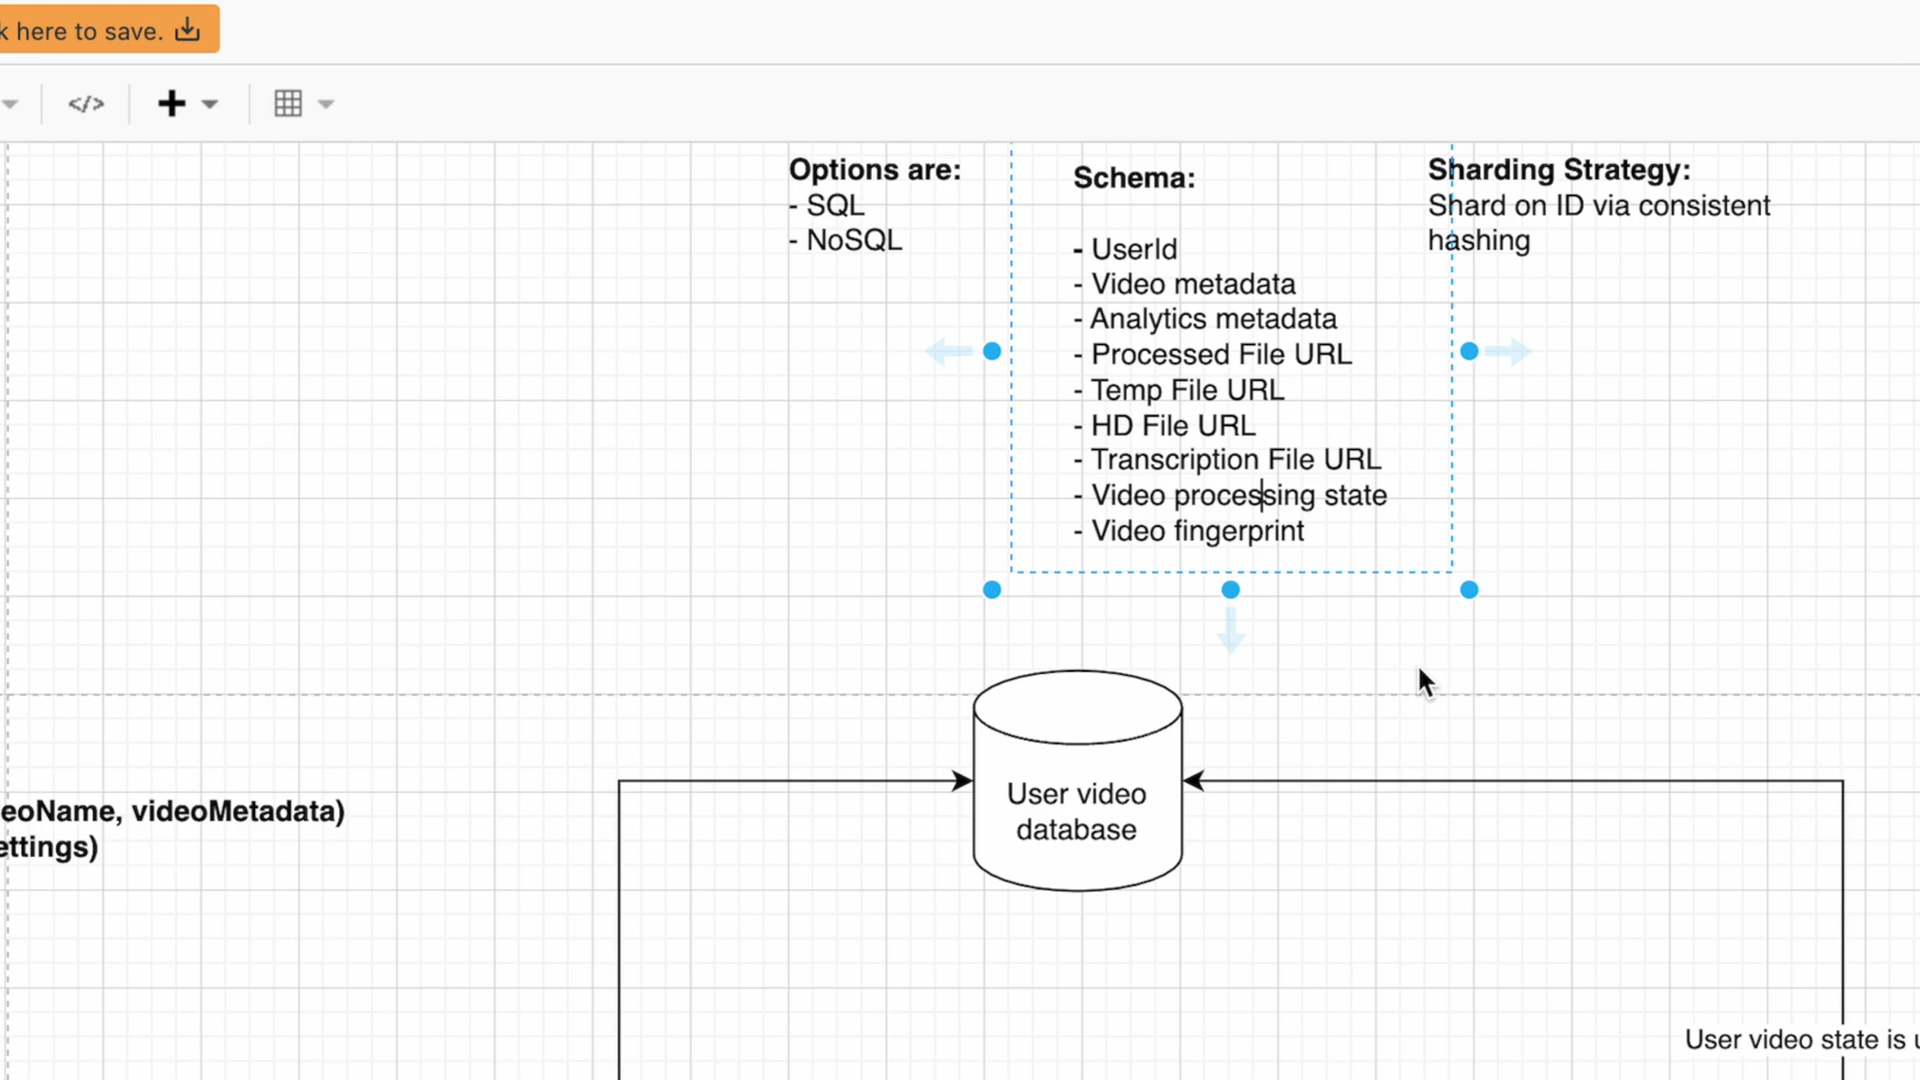 k here to save.
Options are:
- SQL
- NoSQL
Schema:
- UserId
- Video metadata
- Analytics metadata
- Processed File URL
- Temp File URL
- HD File URL
- Transcription File URL
- Video processing state
- Video fingerprint
Sharding Strategy:
Shard on ID via consistent
hashing
User video
database
eoName, videoMetadata)
ettings)
User video state is u